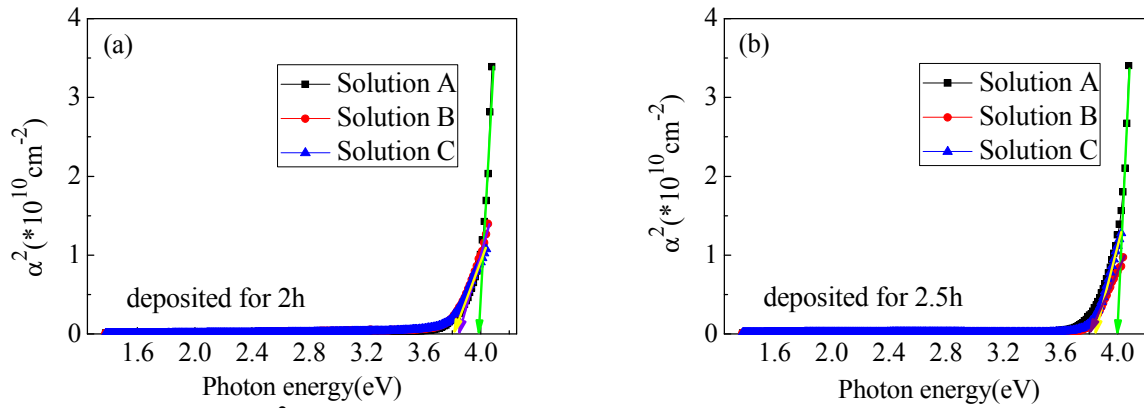 (a)
4
3
2
1
0
α²(*10¹⁰cm⁻²)
Solution A
Solution B
Solution C
deposited for 2h
1.6 2.0 2.4 2.8 3.2 3.6 4.0
Photon energy(eV)
(b)
4
3
2
1
0
α²(*10¹⁰cm⁻²)
Solution A
Solution B
Solution C
deposited for 2.5h
1.6 2.0 2.4 2.8 3.2 3.6 4.0
Photon energy(eV)